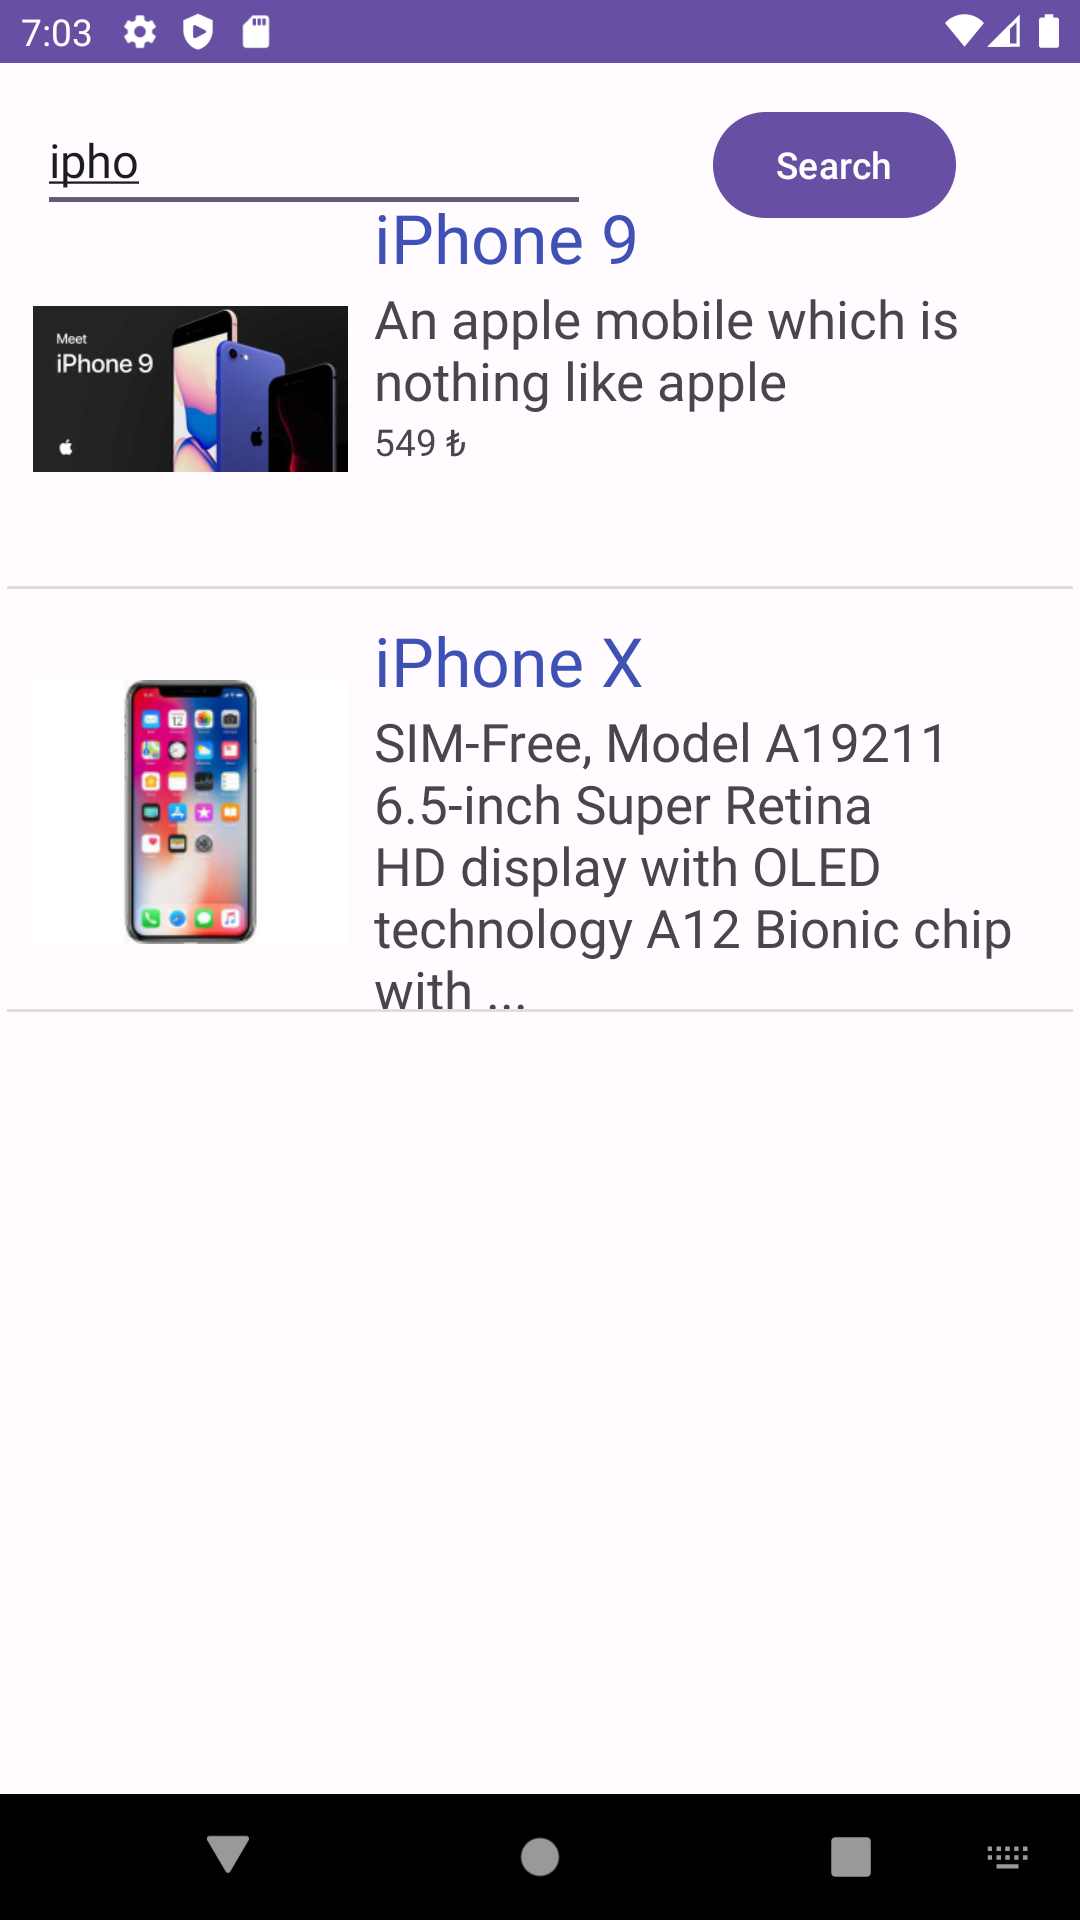 7:03
ipho
Search
iPhone 9
Meet
iPhone 9
An apple mobile which is
nothing like apple
549 ₺
iPhone X
12
SIM-Free, Model A19211
6.5-inch Super Retina
HD display with OLED
technology A12 Bionic chip
with ...